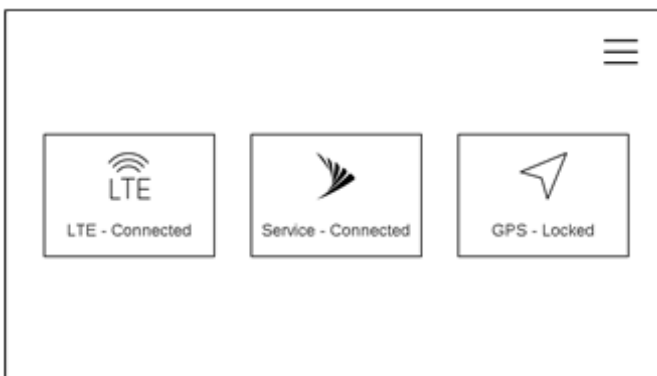 LTE
LTE - Connected
Service - Connected
GPS - Locked